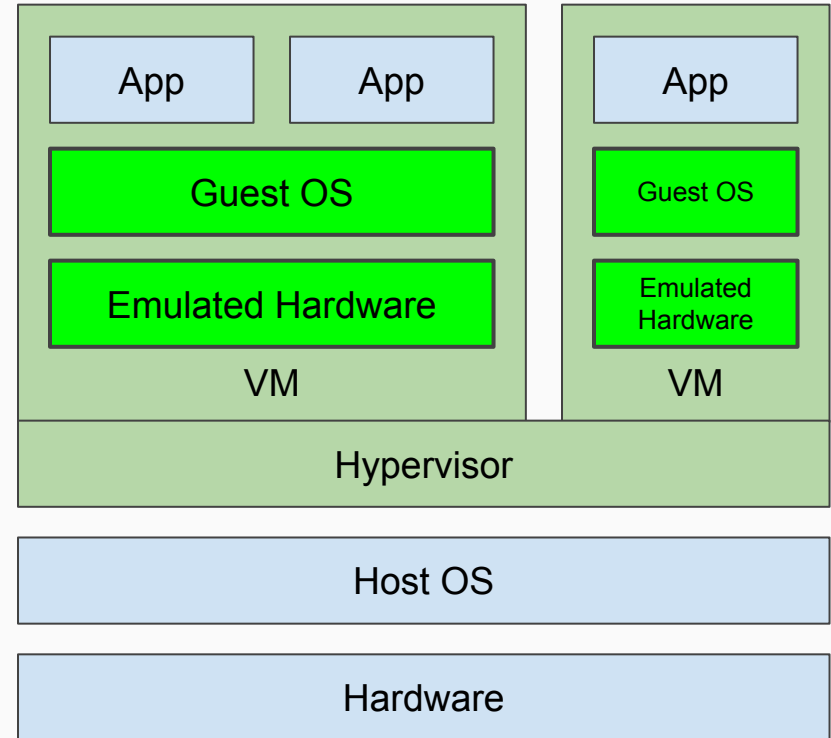 App
App
App
Guest OS
Guest OS
Emulated Hardware
Emulated
Hardware
VM
VM
Hypervisor
Host OS
Hardware